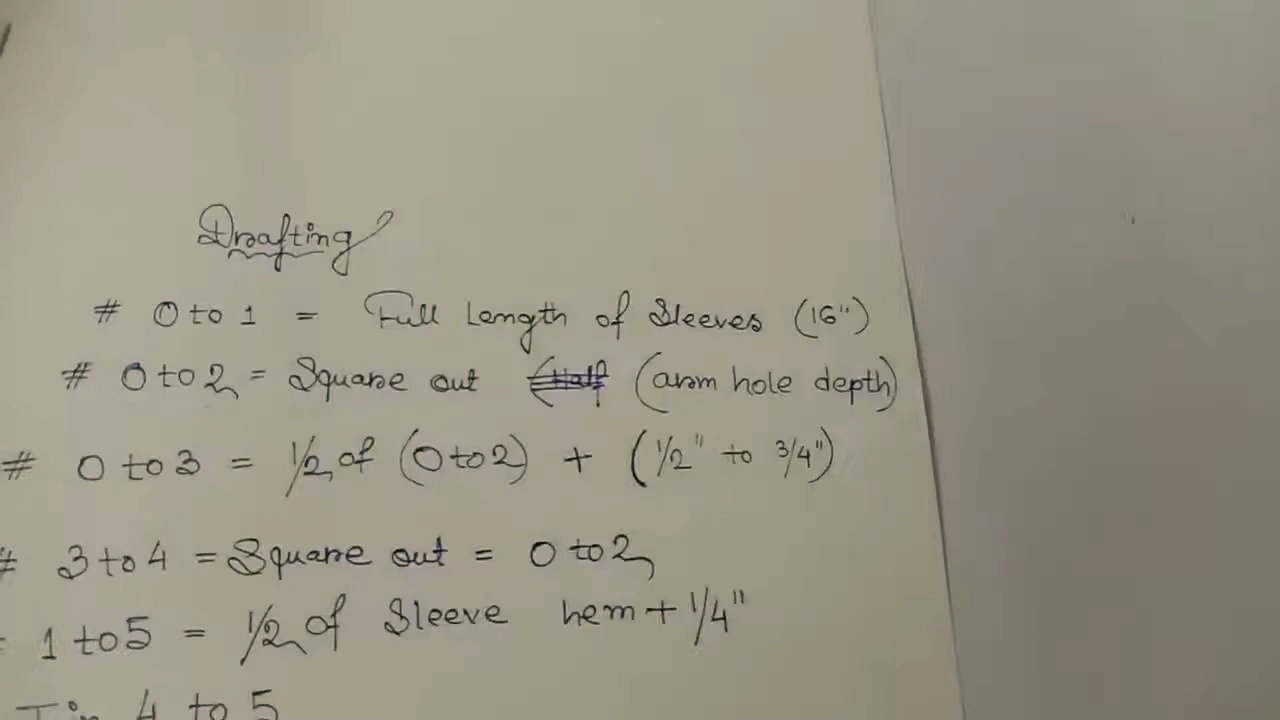 Drafting
# 0 to 1 = Full Length of Sleeves (16")
# 0 to 2 = Square out (Half (arm hole depth)
# 0 to 3 = 1/2 of (0 to 2) + (1/2" to 3/4")
# 3 to 4 = Square out = 0 to 2
1 to 5 = 1/2 of Sleeve hem + 1/4"
4 to 5